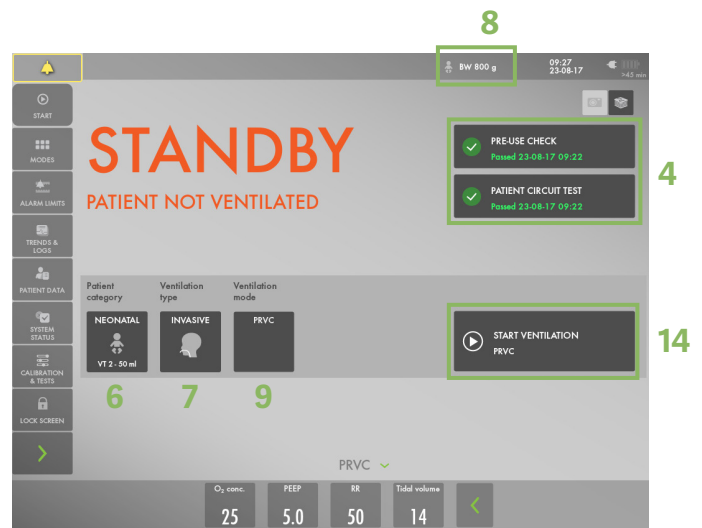 8
BW 800 g
09:27
23-08-17
>45 min
START
MODES
ALARM LIMITS
TRENDS &
LOGS
PATIENT DATA
SYSTEM
STATUS
CALIBRATION
& TESTS
LOCK SCREEN
STANDBY
PATIENT NOT VENTILATED
PRE-USE CHECK
Passed 23-08-17 09:22
PATIENT CIRCUIT TEST
Passed 23-08-17 09:22
4
Patient
category
Ventilation
type
Ventilation
mode
NEONATAL
VT 2 - 50 ml
INVASIVE
PRVC
START VENTILATION
PRVC
14
6
7
9
PRVC
O₂ conc.
25
PEEP
5.0
RR
50
Tidal volume
14